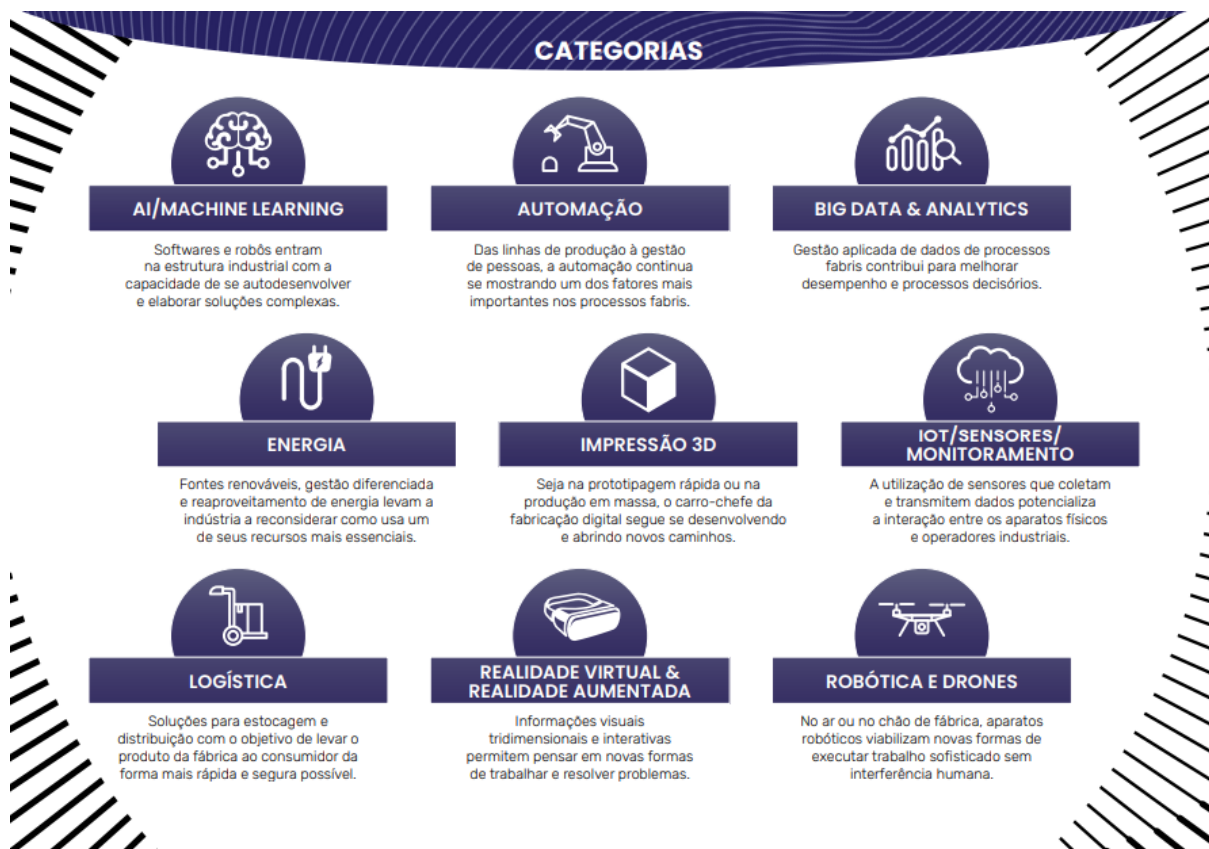 CATEGORIAS
AI/MACHINE LEARNING
Softwares e robôs entram
na estrutura industrial com a
capacidade de se autodesenvolver
e elaborar soluções complexas.
AUTOMAÇÃO
Das linhas de produção à gestão
de pessoas, a automação continua
se mostrando um dos fatores mais
importantes nos processos fabris.
BIG DATA & ANALYTICS
Gestão aplicada de dados de processos
fabris contribui para melhorar
desempenho e processos decisórios.
ENERGIA
Fontes renováveis, gestão diferenciada
e reaproveitamento de energia levam a
indústria a reconsiderar como usa um
de seus recursos mais essenciais.
IMPRESSÃO 3D
Seja na prototipagem rápida ou na
produção em massa, o carro-chefe da
fabricação digital segue se desenvolvendo
e abrindo novos caminhos.
IOT/SENSORES/
MONITORAMENTO
A utilização de sensores que coletam
e transmitem dados potencializa
a interação entre os aparatos físicos
e operadores industriais.
LOGÍSTICA
Soluções para estocagem e
distribuição com o objetivo de levar o
produto da fábrica ao consumidor da
forma mais rápida e segura possível.
REALIDADE VIRTUAL &
REALIDADE AUMENTADA
Informações visuais
tridimensionais e interativas
permitem pensar em novas formas
de trabalhar e resolver problemas.
ROBÓTICA E DRONES
No ar ou no chão de fábrica, aparatos
robóticos viabilizam novas formas de
executar trabalho sofisticado sem
interferência humana.